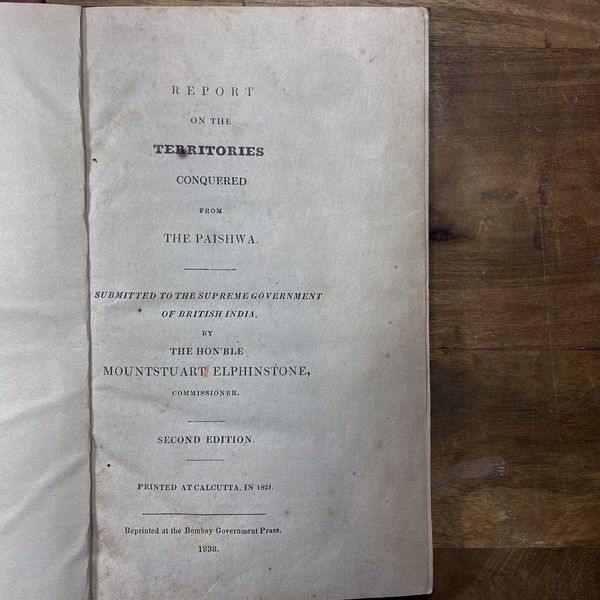 REPORT
ON THE
TERRITORIES
CONQUERED
FROM
THE PAISHWA.
SUBMITTED TO THE SUPREME GOVERNMENT
OF BRITISH INDIA,
BY
THE HON'BLE
MOUNTSTUART ELPHINSTONE,
COMMISSIONER.
SECOND EDITION.
PRINTED AT CALCUTTA, IN 1821.
Reprinted at the Bombay Government Press.
1838.